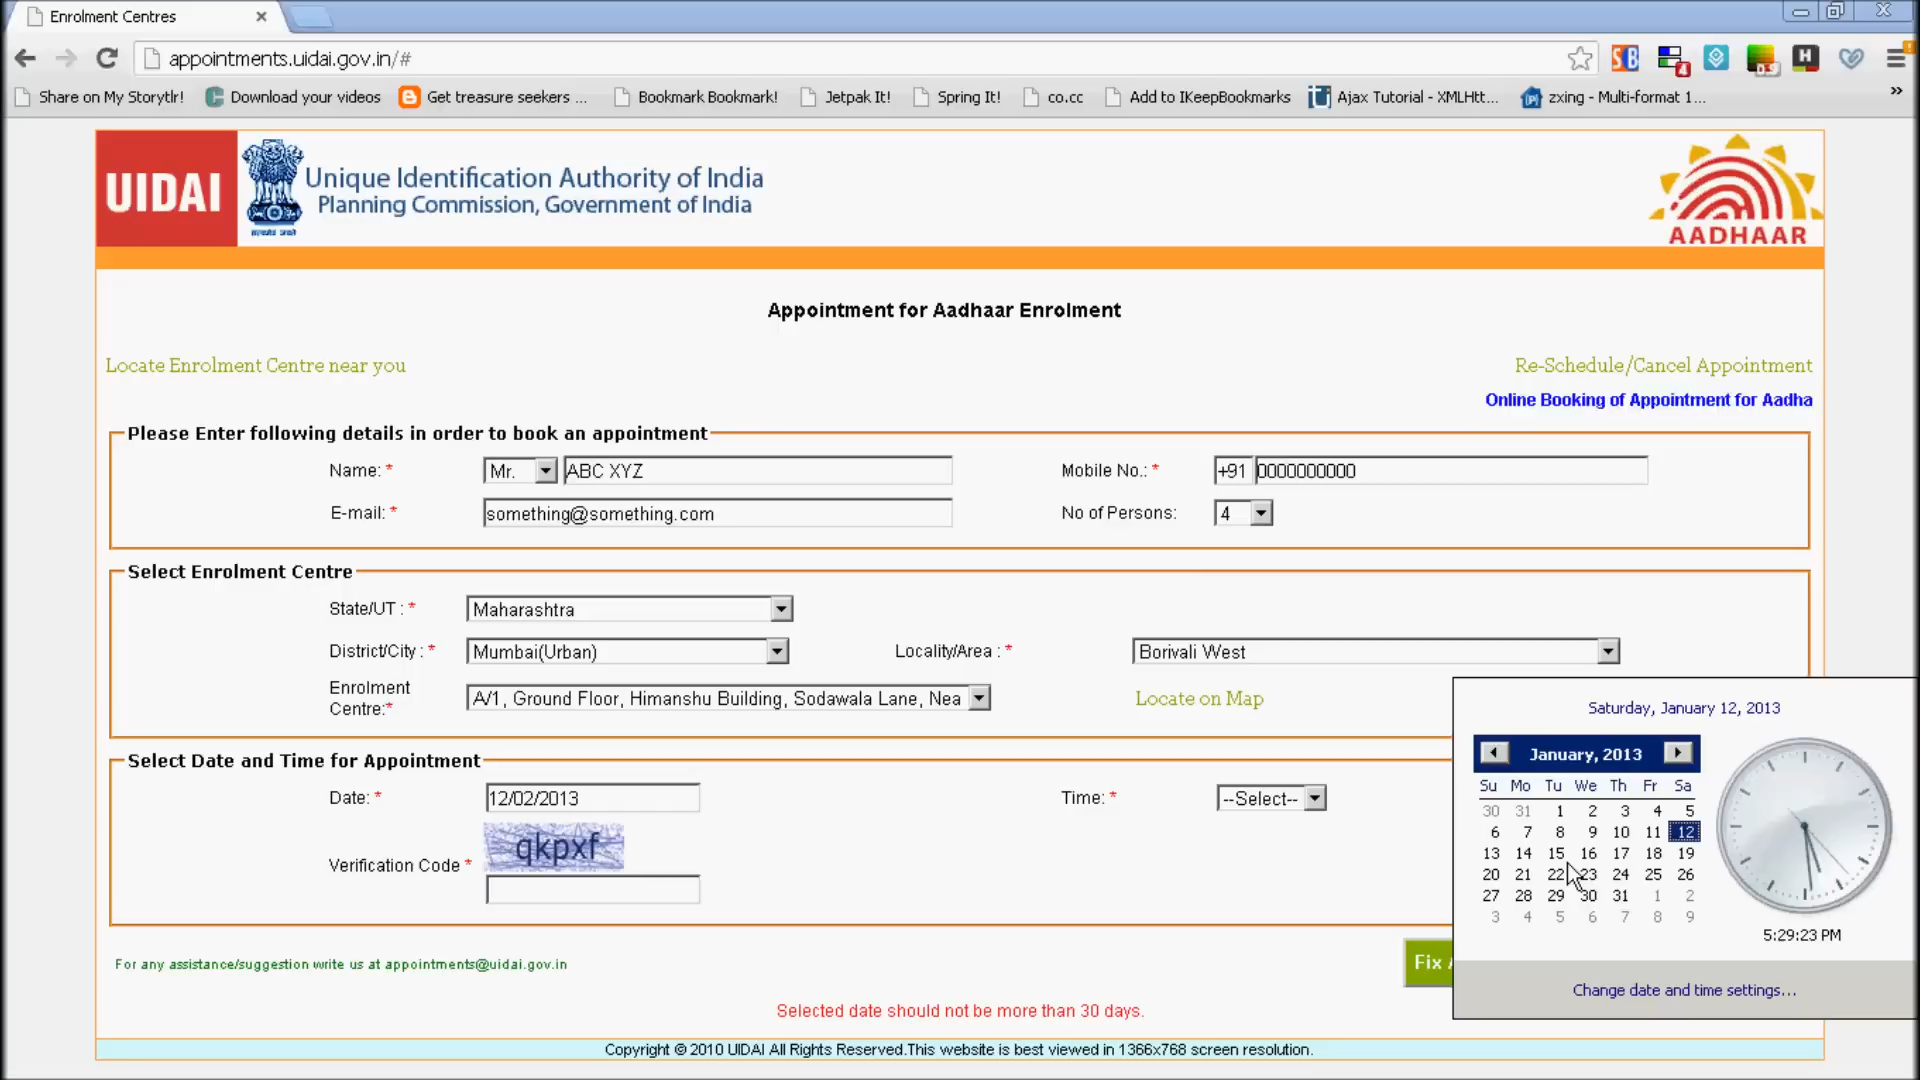 Enrolment Centres
appointments.uidai.gov.in/#
Share on My Storytlr! Download your videos Get treasure seekers ... Bookmark Bookmark! Jetpak It! Spring It! co.cc Add to IKeepBookmarks Ajax Tutorial - XMLHtt... zxing - Multi-format 1... »
UIDAI
Unique Identification Authority of India
Planning Commission, Government of India
AADHAAR
Appointment for Aadhaar Enrolment
Locate Enrolment Centre near you
Re-Schedule/Cancel Appointment
Online Booking of Appointment for Aadha
Please Enter following details in order to book an appointment
Name: * Mr. ABC XYZ Mobile No.: * +91 0000000000
E-mail: * something@something.com No of Persons: 4
Select Enrolment Centre
State/UT : * Maharashtra
District/City : * Mumbai(Urban) Locality/Area : * Borivali West
Enrolment
Centre:* A/1, Ground Floor, Himanshu Building, Sodawala Lane, Nea Locate on Map
Select Date and Time for Appointment
Date: * 12/02/2013 Time: * --Select--
qkpxf
Verification Code *
For any assistance/suggestion write us at appointments@uidai.gov.in
Fix
Selected date should not be more than 30 days.
Copyright © 2010 UIDAI All Rights Reserved.This website is best viewed in 1366x768 screen resolution.
Saturday, January 12, 2013
January, 2013
Su Mo Tu We Th Fr Sa
30 31 1 2 3 4 5
6 7 8 9 10 11 12
13 14 15 16 17 18 19
20 21 22 23 24 25 26
27 28 29 30 31 1 2
3 4 5 6 7 8 9
5:29:23 PM
Change date and time settings...